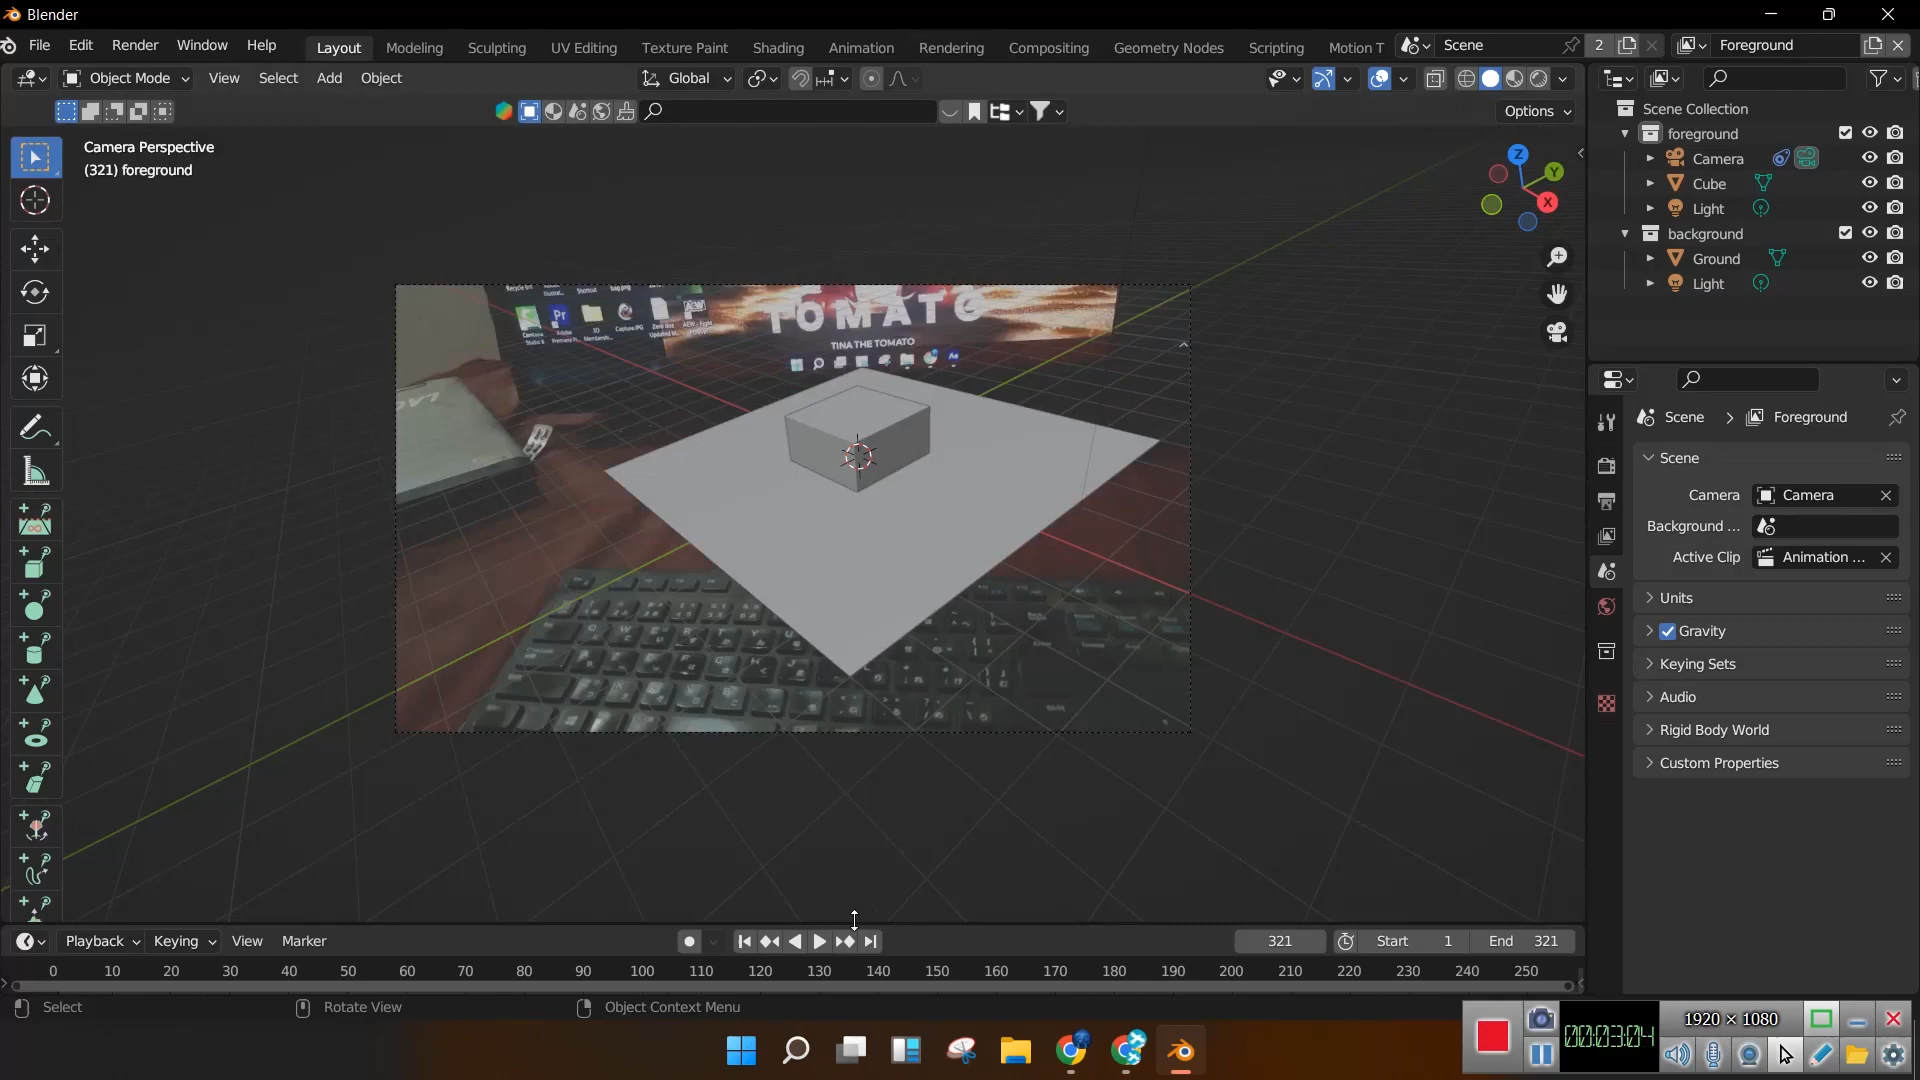 Blender
File Edit Render Window Help
Layout Modeling Sculpting UV Editing Texture Paint Shading Animation Rendering Compositing Geometry Nodes Scripting Motion T
Scene 2 Foreground
Object Mode View Select Add Object Global
Options
Camera Perspective
(321) foreground
Z
Y
X
Scene Collection
foreground
Camera
Cube
Light
background
Ground
Light
TOMATO
TINA THE TOMATO
Scene > Foreground
Scene
Camera Camera
Background ...
Active Clip Animation ...
Units
Gravity
Keying Sets
Audio
Rigid Body World
Custom Properties
Playback Keying View Marker
321 Start 1 End 321
0 10 20 30 40 50 60 70 80 90 100 110 120 130 140 150 160 170 180 190 200 210 220 230 240 250
Select Rotate View Object Context Menu
00:03:04
1920 × 1080